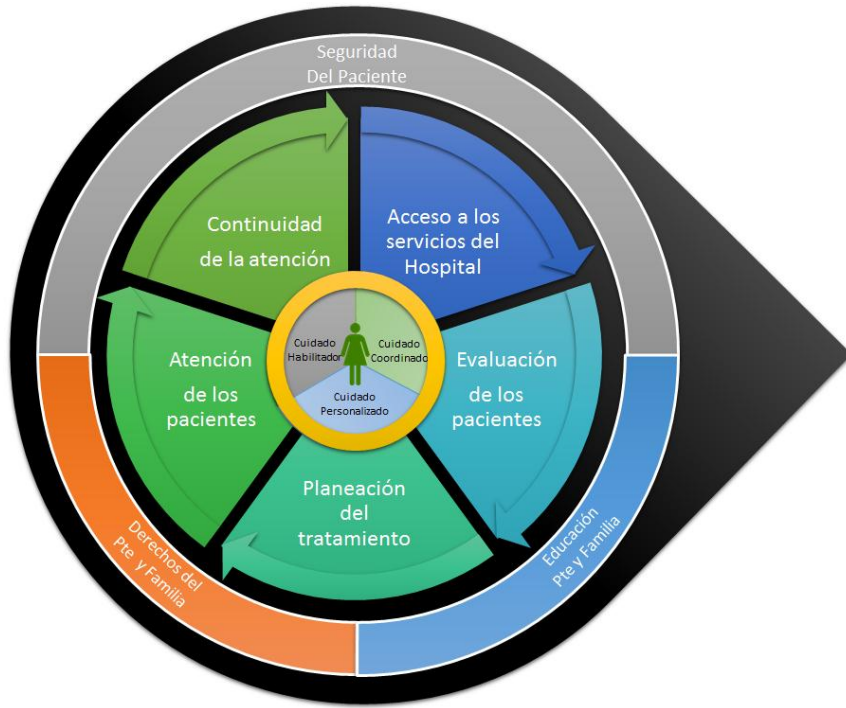 Seguridad
Del Paciente
Continuidad
de la atención
Acceso a los
servicios del
Hospital
Cuidado
Habilitador
Cuidado
Coordinado
Cuidado
Personalizado
Atención
de los
pacientes
Evaluación
de los
pacientes
Planeación
del
tratamiento
Derechos del
Pte y Familia
Educación
Pte y Familia